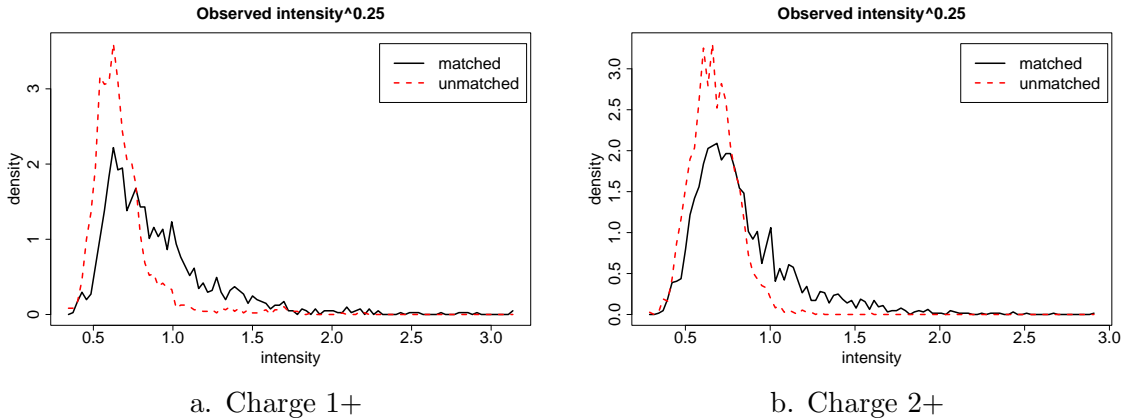 Observed intensity^0.25
matched
unmatched
density
0 1 2 3
0.5 1.0 1.5 2.0 2.5 3.0
intensity
a. Charge 1+
Observed intensity^0.25
matched
unmatched
density
0.0 0.5 1.0 1.5 2.0 2.5 3.0
0.5 1.0 1.5 2.0 2.5 3.0
intensity
b. Charge 2+